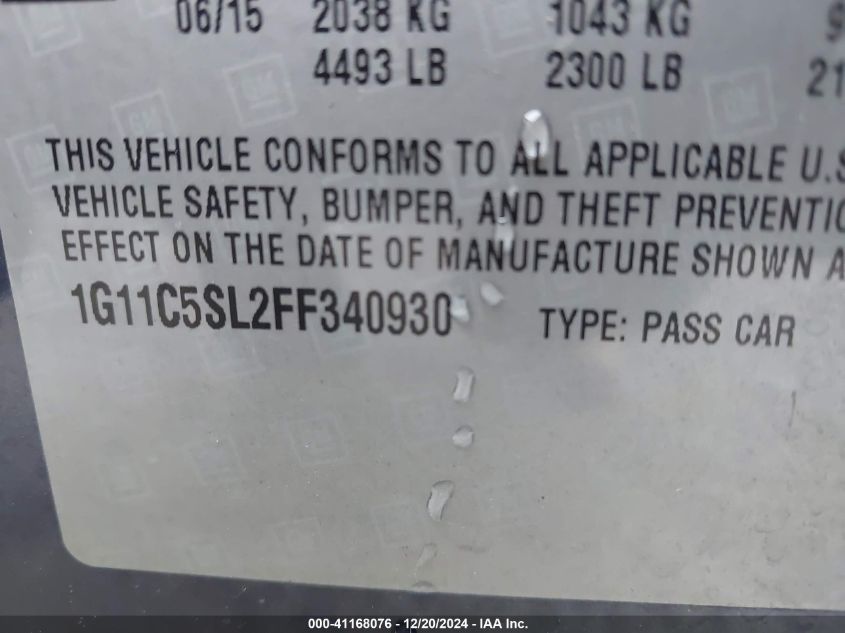 06/15 2038 KG 1043 KG
4493 LB 2300 LB
THIS VEHICLE CONFORMS TO ALL APPLICABLE U.S
VEHICLE SAFETY, BUMPER, AND THEFT PREVENTIO
EFFECT ON THE DATE OF MANUFACTURE SHOWN A
1G11C5SL2FF340930 TYPE: PASS CAR
000-41168076 - 12/20/2024 - IAA Inc.